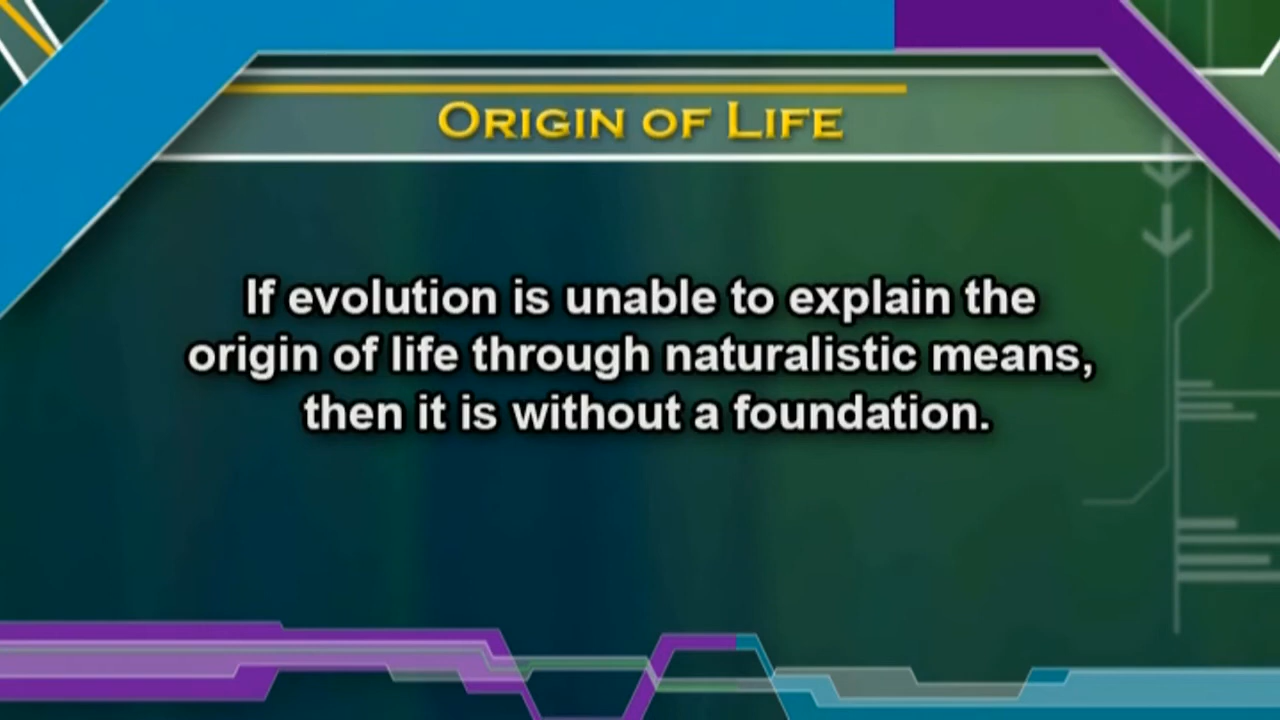 Origin of Life
If evolution is unable to explain the
origin of life through naturalistic means,
then it is without a foundation.